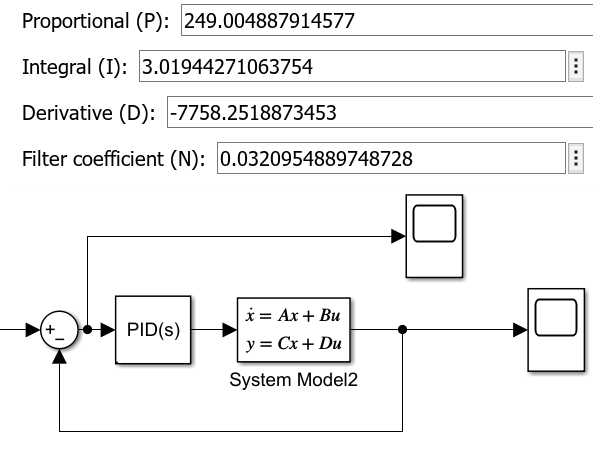 Proportional (P): 249.004887914577
Integral (I): 3.01944271063754
Derivative (D): -7758.2518873453
Filter coefficient (N): 0.0320954889748728
+
−
PID(s)
ẋ = Ax + Bu
y = Cx + Du
System Model2